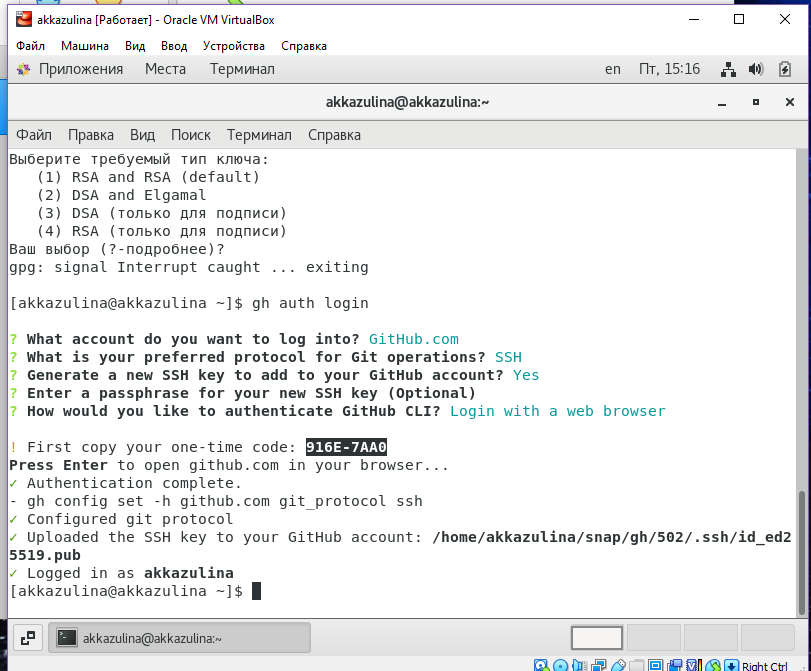 akkazulina [Работает] - Oracle VM VirtualBox
Файл Машина Вид Ввод Устройства Справка
Приложения Места Терминал en Пт, 15:16
akkazulina@akkazulina:~
Файл Правка Вид Поиск Терминал Справка
Выберите требуемый тип ключа:
(1) RSA and RSA (default)
(2) DSA and Elgamal
(3) DSA (только для подписи)
(4) RSA (только для подписи)
Ваш выбор (?-подробнее)?
gpg: signal Interrupt caught ... exiting
[akkazulina@akkazulina ~]$ gh auth login
? What account do you want to log into? GitHub.com
? What is your preferred protocol for Git operations? SSH
? Generate a new SSH key to add to your GitHub account? Yes
? Enter a passphrase for your new SSH key (Optional)
? How would you like to authenticate GitHub CLI? Login with a web browser
! First copy your one-time code: 916E-7AA0
Press Enter to open github.com in your browser...
✓ Authentication complete.
- gh config set -h github.com git_protocol ssh
✓ Configured git protocol
✓ Uploaded the SSH key to your GitHub account: /home/akkazulina/snap/gh/502/.ssh/id_ed2
5519.pub
✓ Logged in as akkazulina
[akkazulina@akkazulina ~]$
akkazulina@akkazulina:~
Right Ctrl